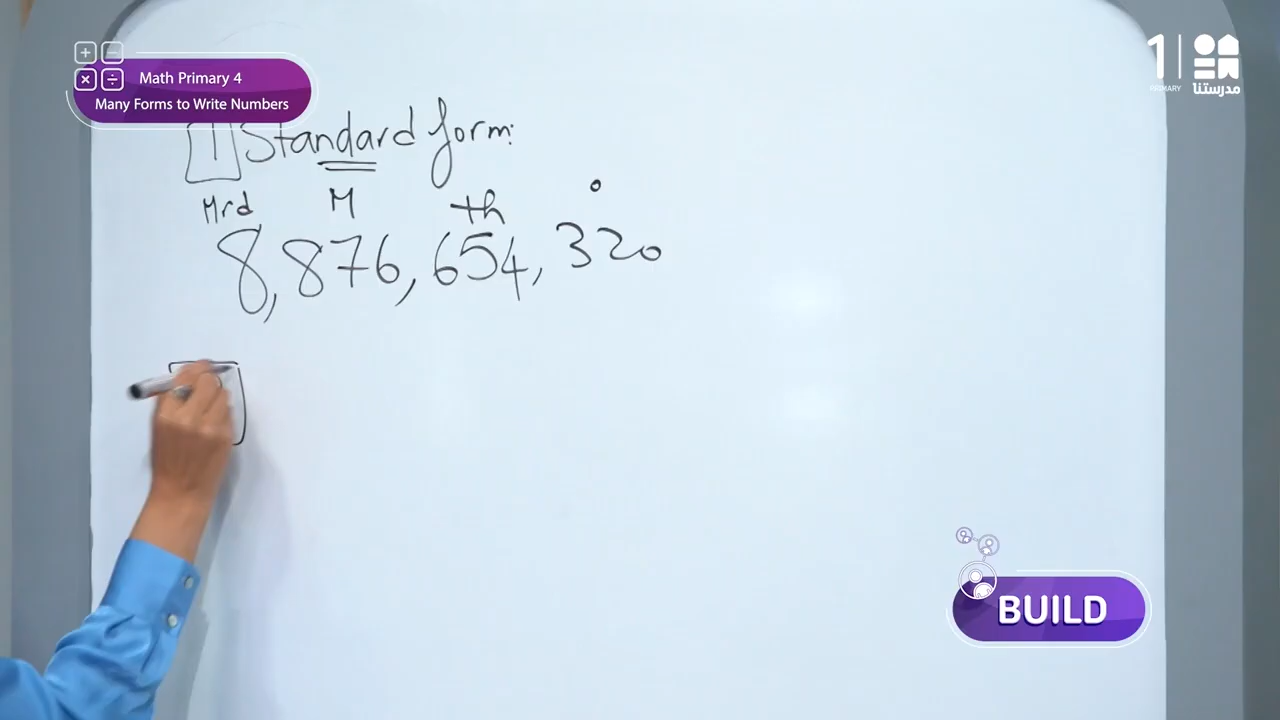 Math Primary 4
Many Forms to Write Numbers
1
PRIMARY
مدرستنا
1 Standard form:
Mrd M th
8,876,654,320
BUILD